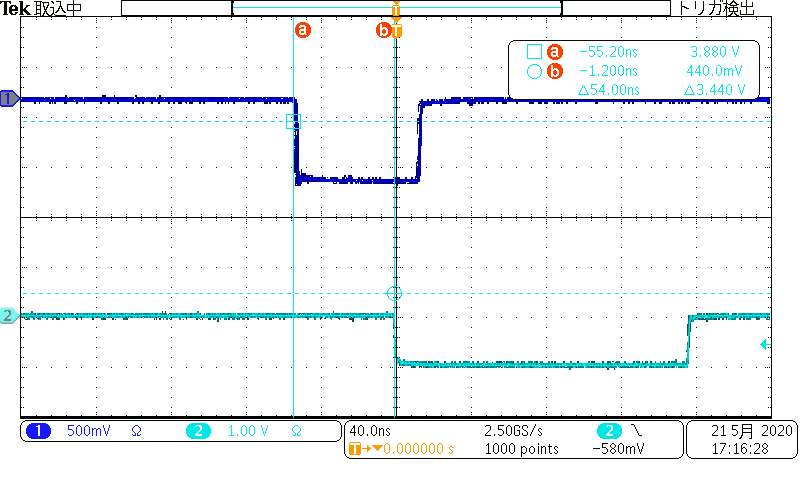 Tek 取込中 T トリガ検出
a b T
a −55.20ns 3.880 V
b −1.200ns 440.0mV
△54.00ns △3.440 V
1
2
1 500mV Ω 2 1.00 V Ω 40.0ns 2.50GS/s 2 21 5月 2020
T→▼0.000000 s 1000 points −580mV 17:16:28